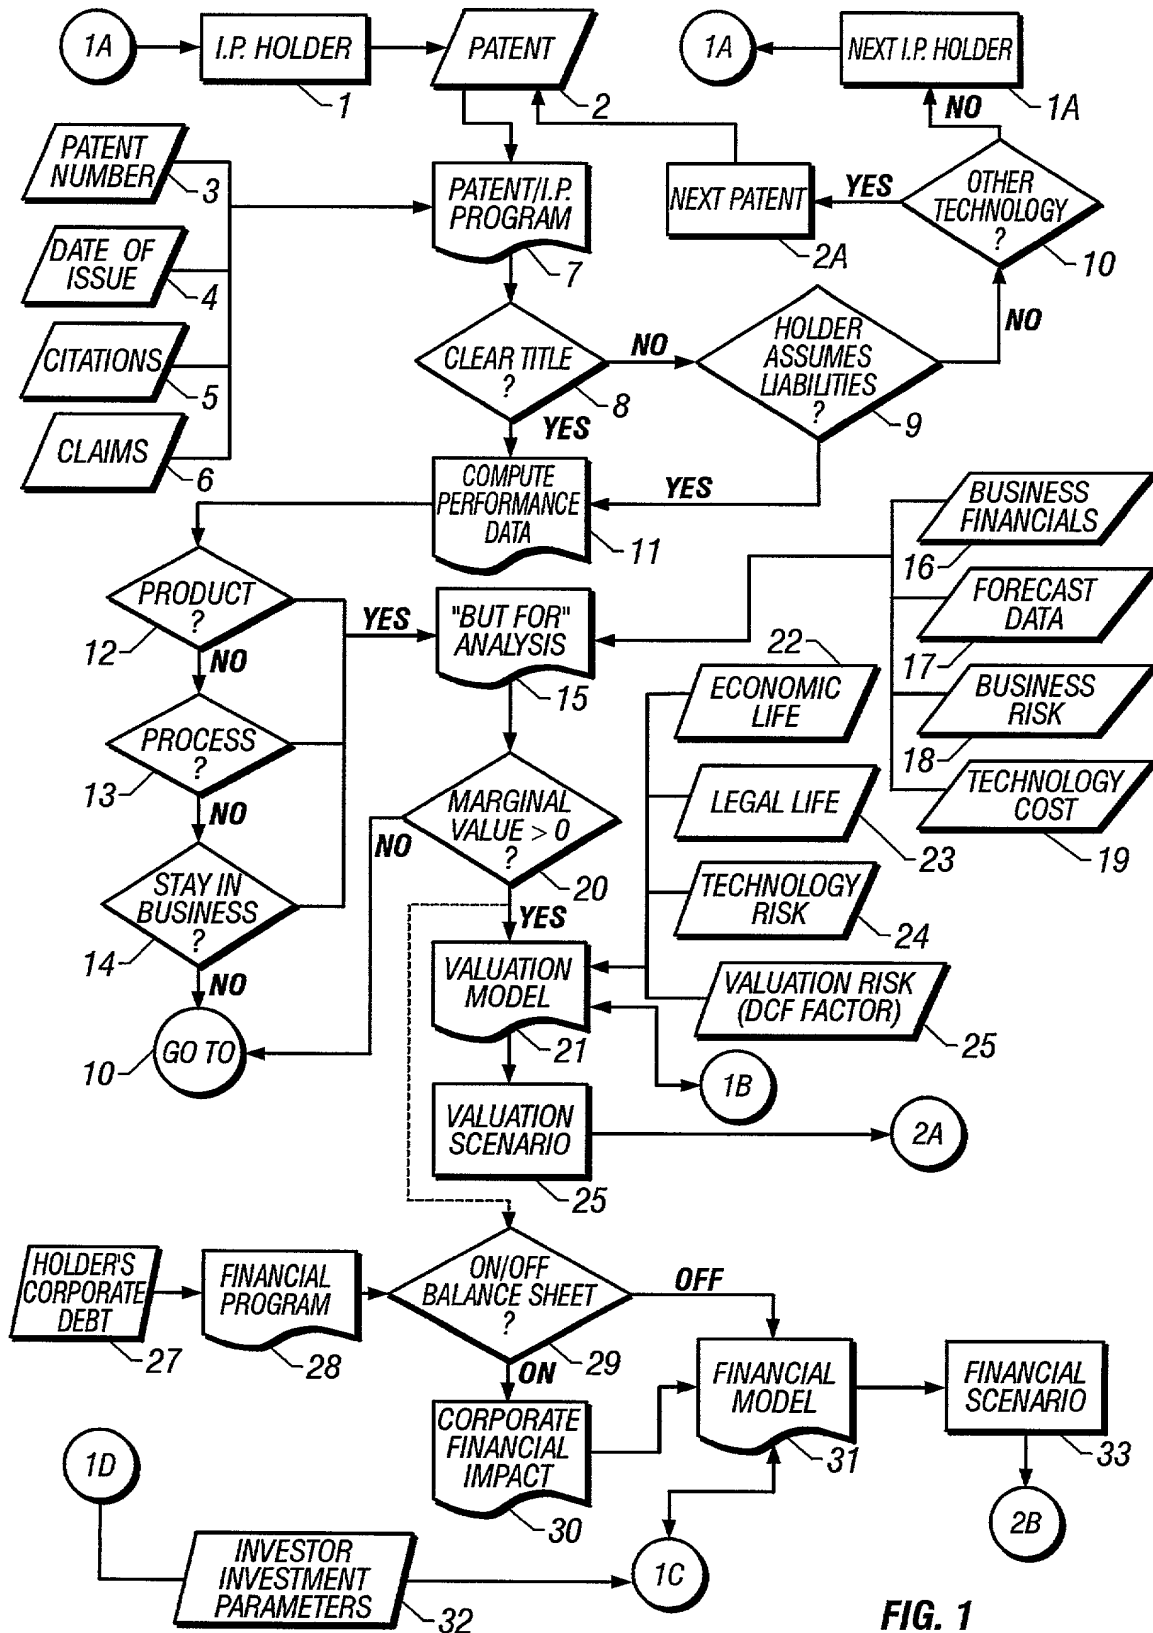 1A
I.P. HOLDER
1
PATENT
2
1A
NEXT I.P. HOLDER
1A
NO
PATENT
NUMBER
3
PATENT/I.P.
PROGRAM
7
NEXT PATENT
2A
YES
OTHER
TECHNOLOGY
?
10
DATE OF
ISSUE
4
NO
CITATIONS
5
CLEAR TITLE
?
8
NO
HOLDER
ASSUMES
LIABILITIES
?
9
YES
CLAIMS
6
COMPUTE
PERFORMANCE
DATA
11
YES
BUSINESS
FINANCIALS
16
PRODUCT
?
12
YES
"BUT FOR"
ANALYSIS
15
FORECAST
DATA
17
NO
22
ECONOMIC
LIFE
BUSINESS
RISK
18
PROCESS
?
13
NO
MARGINAL
VALUE > 0
?
20
NO
LEGAL LIFE
23
TECHNOLOGY
COST
19
STAY IN
BUSINESS
?
14
NO
YES
TECHNOLOGY
RISK
24
VALUATION
MODEL
21
VALUATION RISK
(DCF FACTOR)
25
GO TO
10
1B
VALUATION
SCENARIO
25
2A
HOLDER'S
CORPORATE
DEBT
27
FINANCIAL
PROGRAM
28
ON/OFF
BALANCE SHEET
?
29
OFF
ON
FINANCIAL
MODEL
31
FINANCIAL
SCENARIO
33
CORPORATE
FINANCIAL
IMPACT
30
1D
2B
INVESTOR
INVESTMENT
PARAMETERS
32
1C
FIG. 1